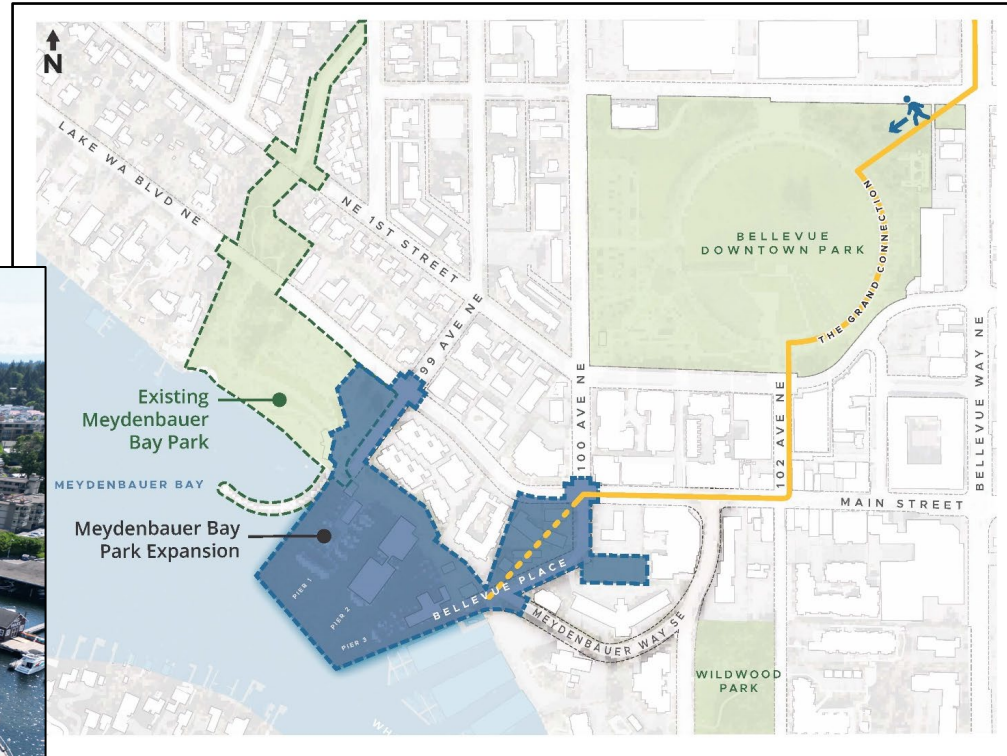 N
LAKE WA BLVD NE
NE 1ST STREET
99 AVE NE
100 AVE NE
102 AVE NE
BELLEVUE WAY NE
BELLEVUE
DOWNTOWN PARK
THE GRAND CONNECTION
Existing
Meydenbauer
Bay Park
MEYDENBAUER BAY
Meydenbauer Bay
Park Expansion
PIER 1
PIER 2
PIER 3
BELLEVUE PLACE
MEYDENBAUER WAY SE
MAIN STREET
WILDWOOD
PARK